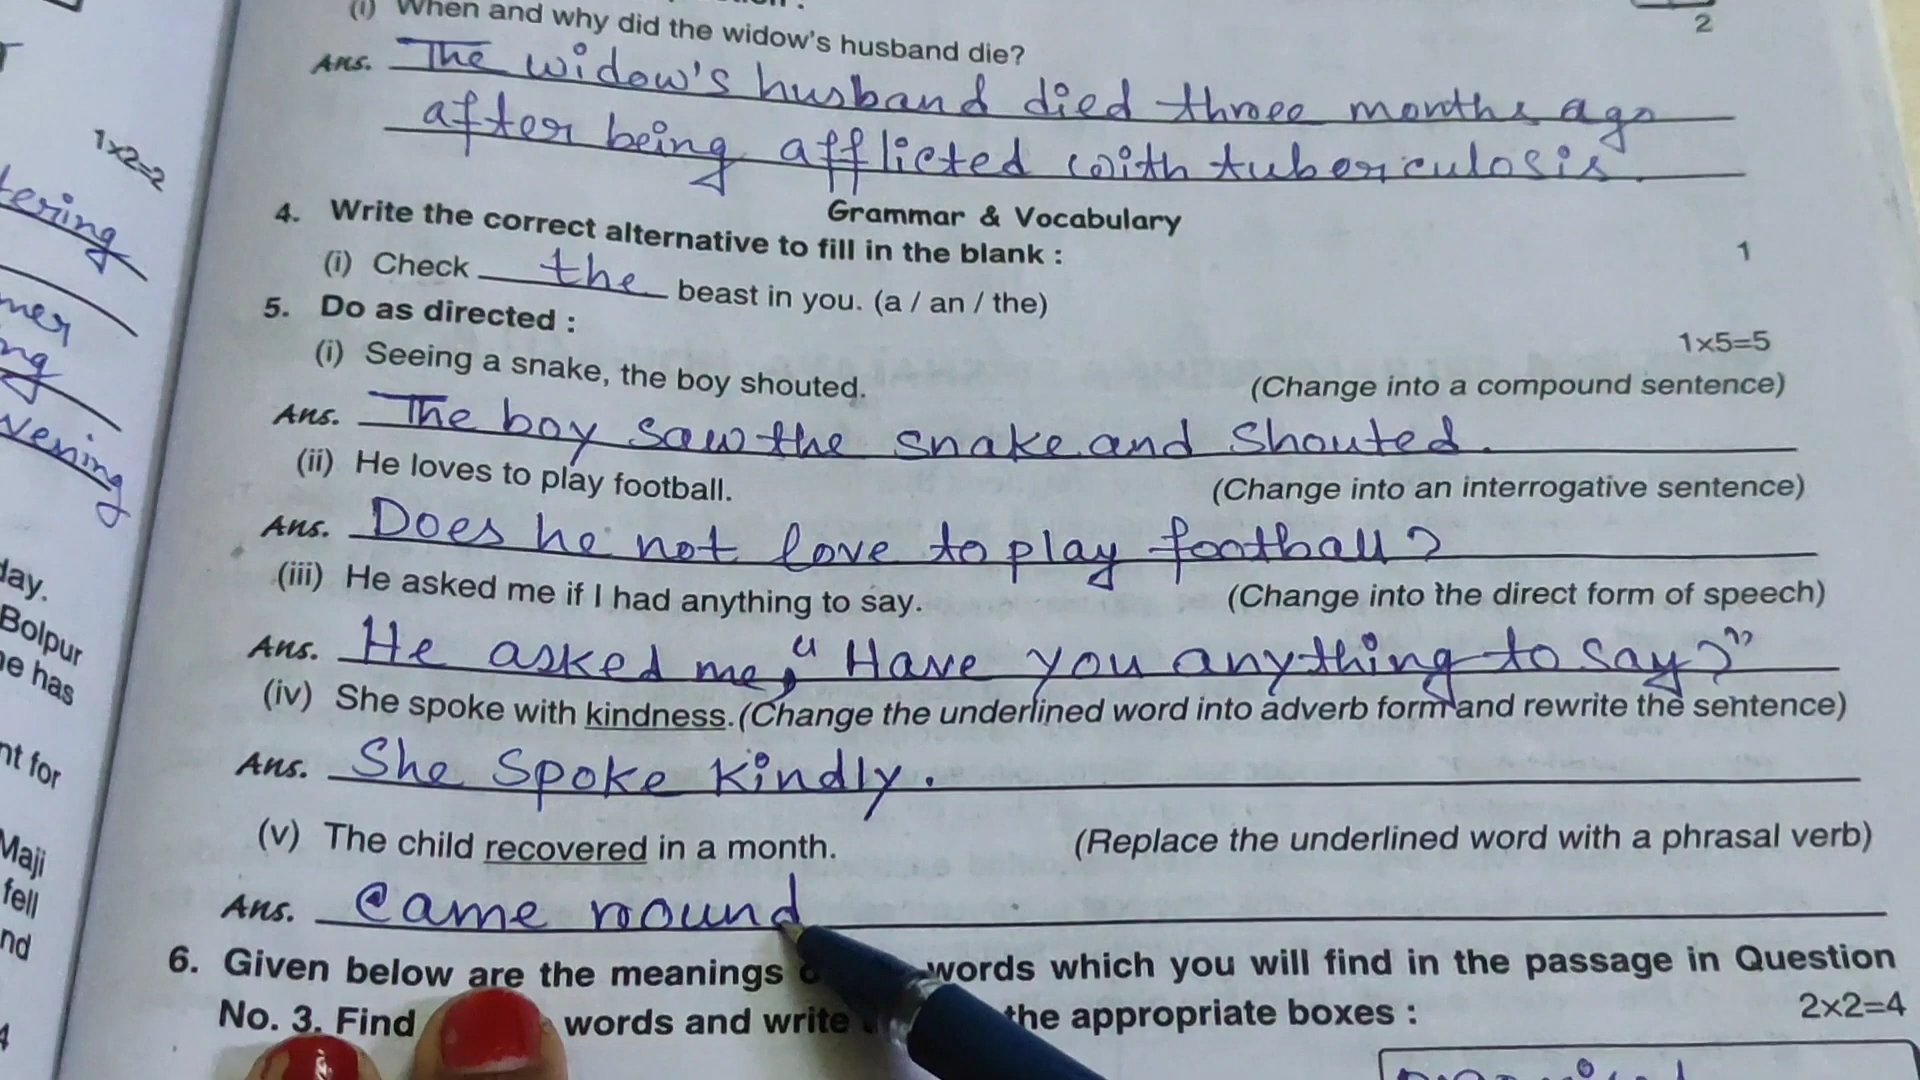 (i) When and why did the widow's husband die?
2
Ans. The widow's husband died three months ago
after being afflicted with tuberculosis.
Grammar & Vocabulary
4. Write the correct alternative to fill in the blank :
1
(i) Check the beast in you. (a / an / the)
5. Do as directed :
1x5=5
(i) Seeing a snake, the boy shouted. (Change into a compound sentence)
Ans. The boy saw the snake and shouted.
(ii) He loves to play football. (Change into an interrogative sentence)
Ans. Does he not love to play football?
(iii) He asked me if I had anything to say. (Change into the direct form of speech)
Ans. He asked me, "Have you anything to say?"
(iv) She spoke with kindness. (Change the underlined word into adverb form and rewrite the sentence)
Ans. She spoke kindly.
(v) The child recovered in a month. (Replace the underlined word with a phrasal verb)
Ans. Came round
6. Given below are the meanings words which you will find in the passage in Question
No. 3. Find words and write the appropriate boxes :
2x2=4
1x2=2
tering
mer
ng
vening
day.
Bolpur
he has
nt for
Maji
fell
nd